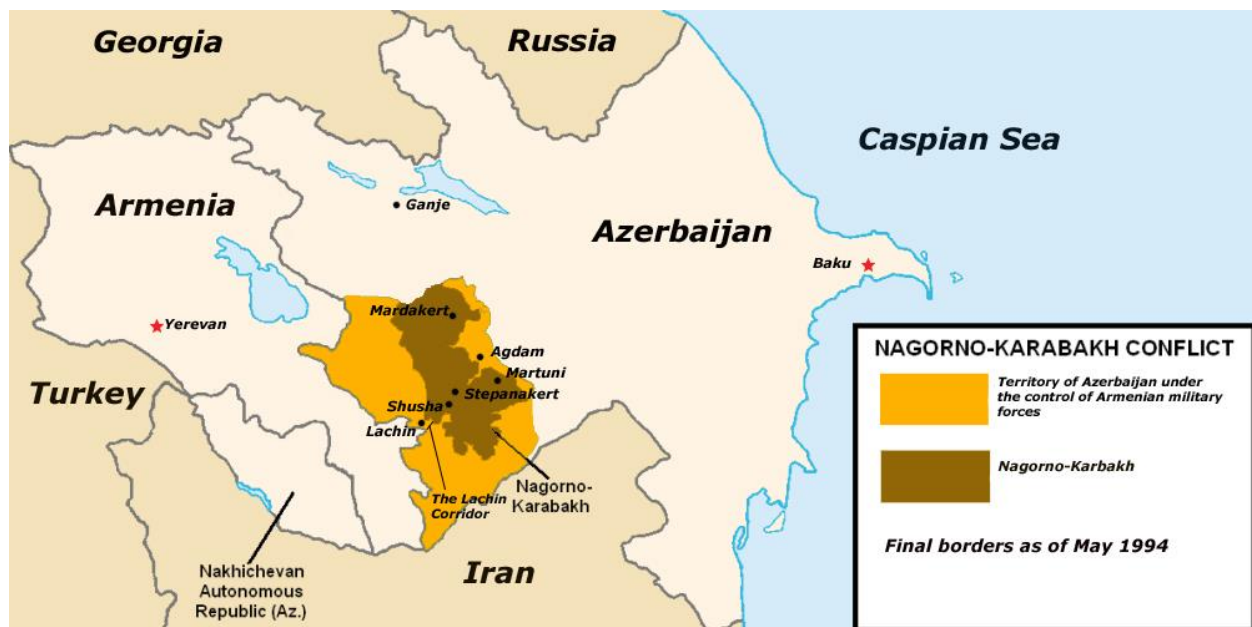 Georgia
Russia
Caspian Sea
Armenia
Ganje
Azerbaijan
Baku
Yerevan
Mardakert
Agdam
Martuni
Turkey
Stepanakert
Shusha
Lachin
The Lachin
Corridor
Nagorno-
Karabakh
Nakhichevan
Autonomous
Republic (Az.)
Iran
NAGORNO-KARABAKH CONFLICT
Territory of Azerbaijan under
the control of Armenian military
forces
Nagorno-Karbakh
Final borders as of May 1994